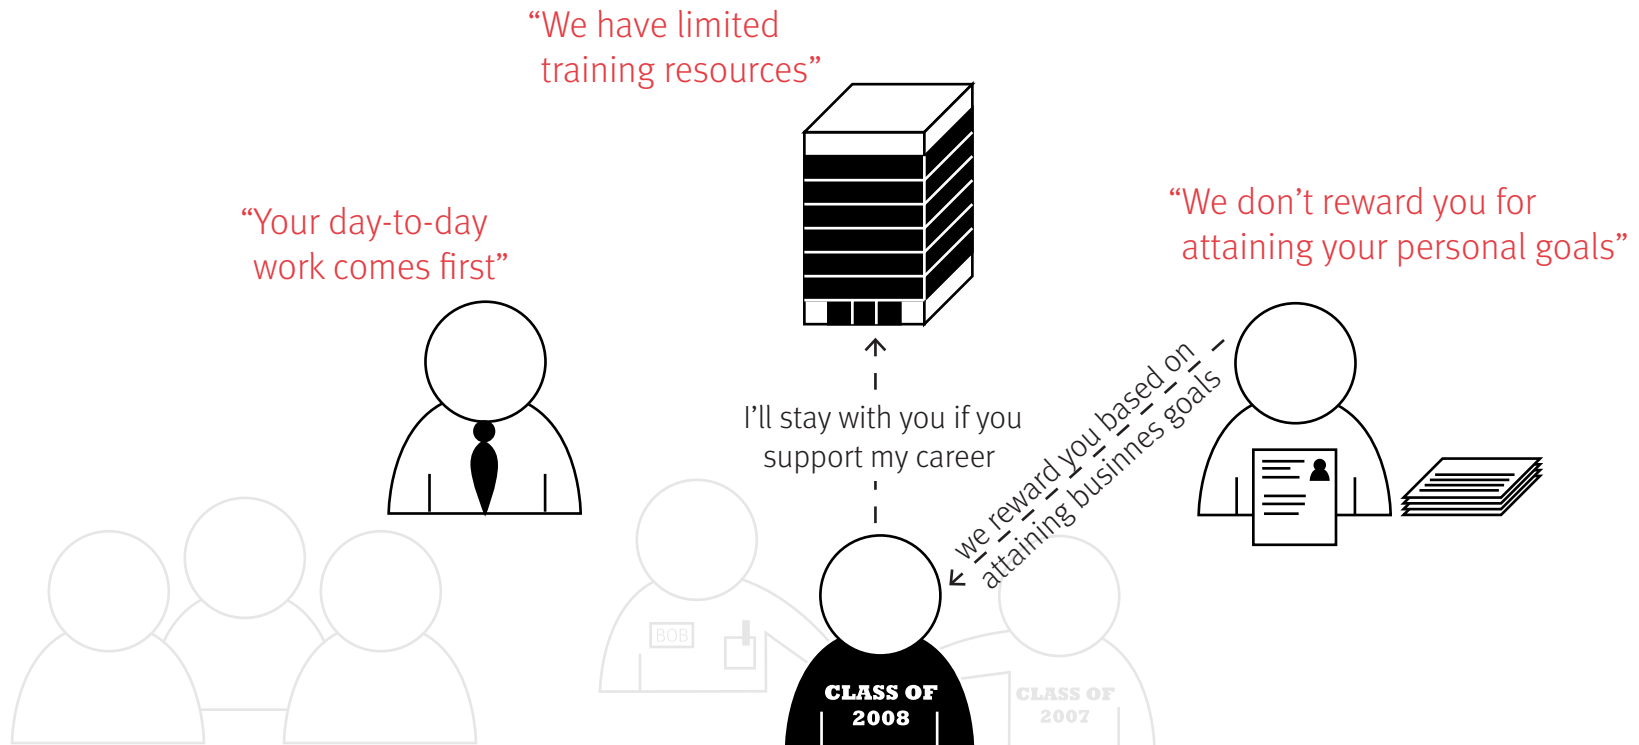 “We have limited
training resources”
“Your day-to-day
work comes first”
“We don’t reward you for
attaining your personal goals”
I’ll stay with you if you
support my career
we reward you based on
attaining businnes goals
BOB
CLASS OF
2008
CLASS OF
2007